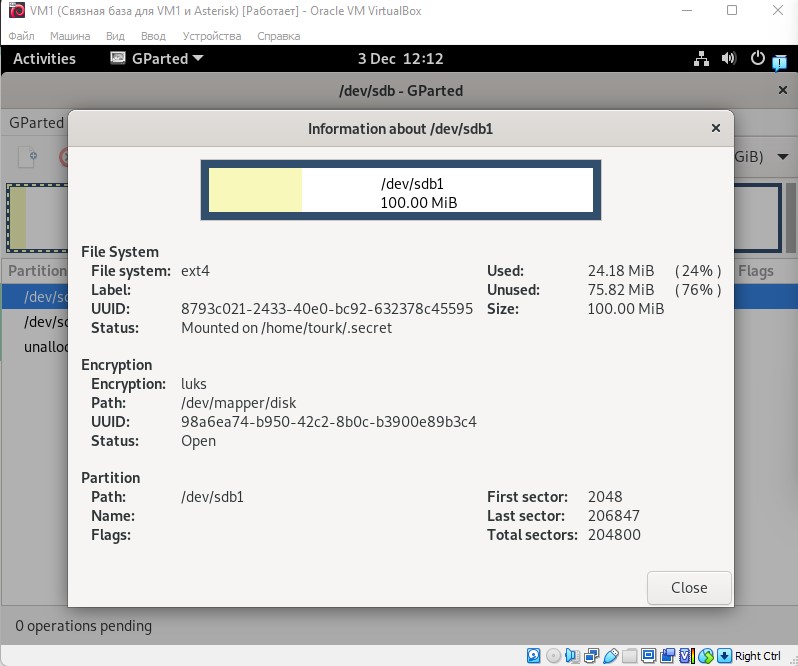 VM1 (Связная база для VM1 и Asterisk) [Работает] - Oracle VM VirtualBox
Файл Машина Вид Ввод Устройства Справка
Activities GParted 3 Dec 12:12
/dev/sdb - GParted
GParted
Information about /dev/sdb1
GiB)
/dev/sdb1
100.00 MiB
Partition Flags
File System
File system: ext4 Used: 24.18 MiB ( 24% )
Label: Unused: 75.82 MiB ( 76% )
UUID: 8793c021-2433-40e0-bc92-632378c45595 Size: 100.00 MiB
Status: Mounted on /home/tourk/.secret
/dev/sd
/dev/sd
unalloc
Encryption
Encryption: luks
Path: /dev/mapper/disk
UUID: 98a6ea74-b950-42c2-8b0c-b3900e89b3c4
Status: Open
Partition
Path: /dev/sdb1 First sector: 2048
Name: Last sector: 206847
Flags: Total sectors: 204800
Close
0 operations pending
Right Ctrl